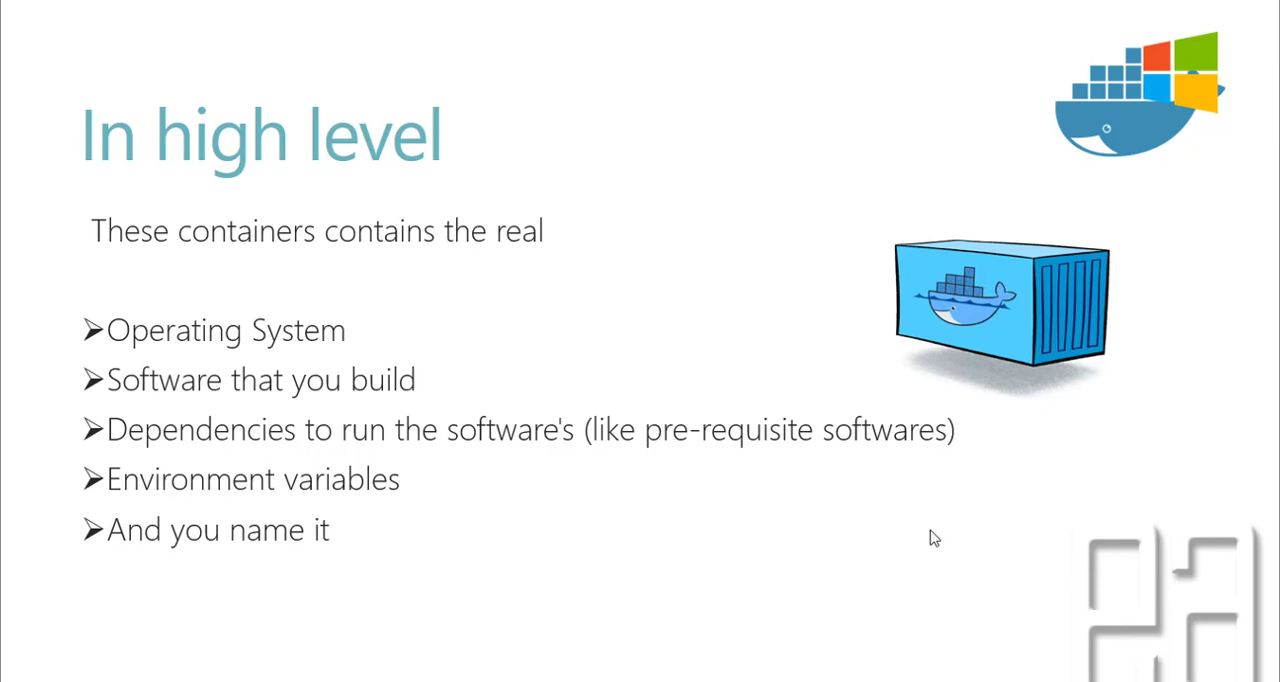 In high level
These containers contains the real
➢Operating System
➢Software that you build
➢Dependencies to run the software's (like pre-requisite softwares)
➢Environment variables
➢And you name it